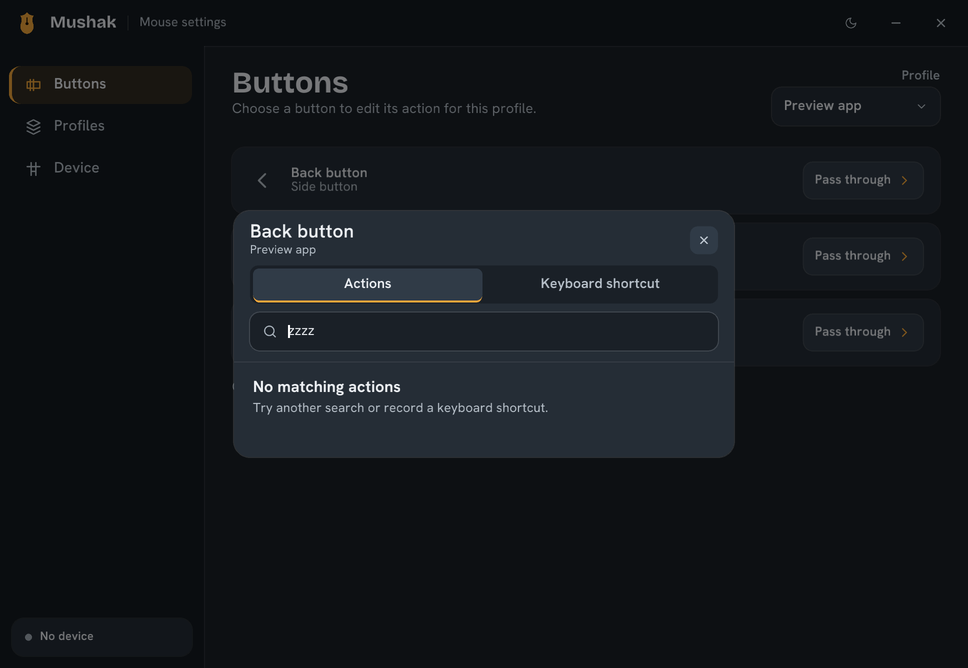 Mushak
Mouse settings
Buttons
Profiles
Device
No device
Buttons
Choose a button to edit its action for this profile.
Profile
Preview app
Back button
Side button
Pass through
Pass through
Pass through
Back button
Preview app
Actions
Keyboard shortcut
zzzz
No matching actions
Try another search or record a keyboard shortcut.